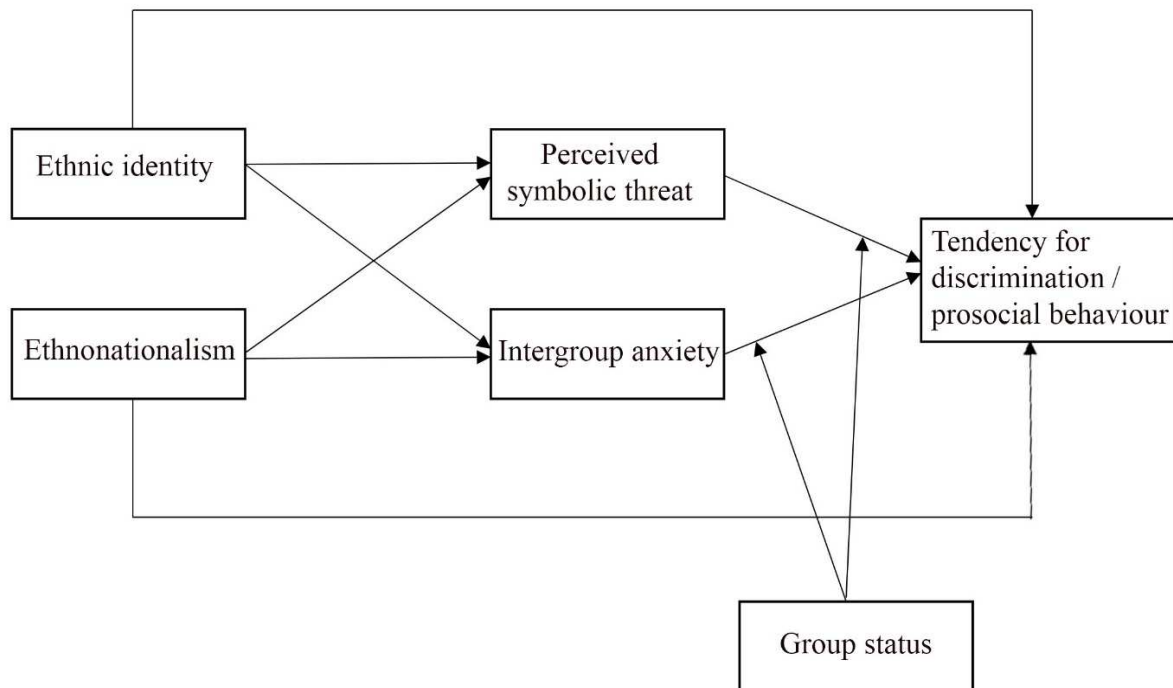 Ethnic identity
Perceived
symbolic threat
Tendency for
discrimination /
prosocial behaviour
Ethnonationalism
Intergroup anxiety
Group status